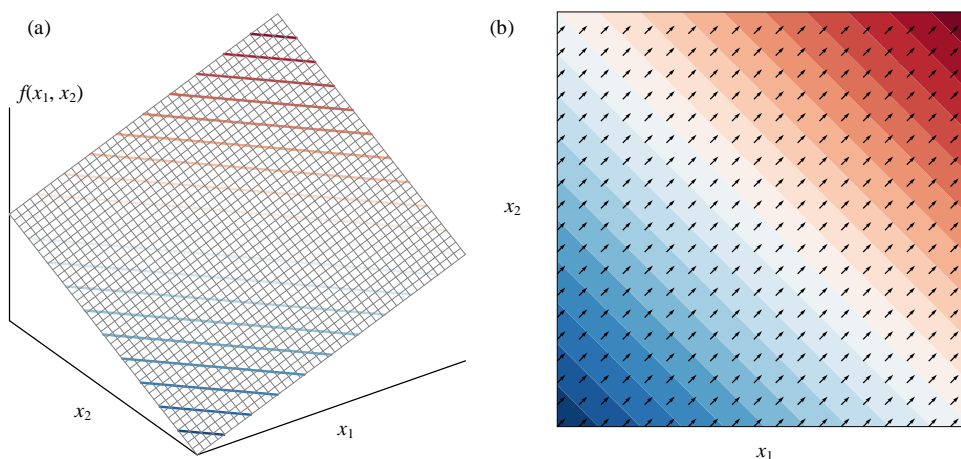 (a)
f(x₁, x₂)
x₂
x₁
(b)
x₂
x₁